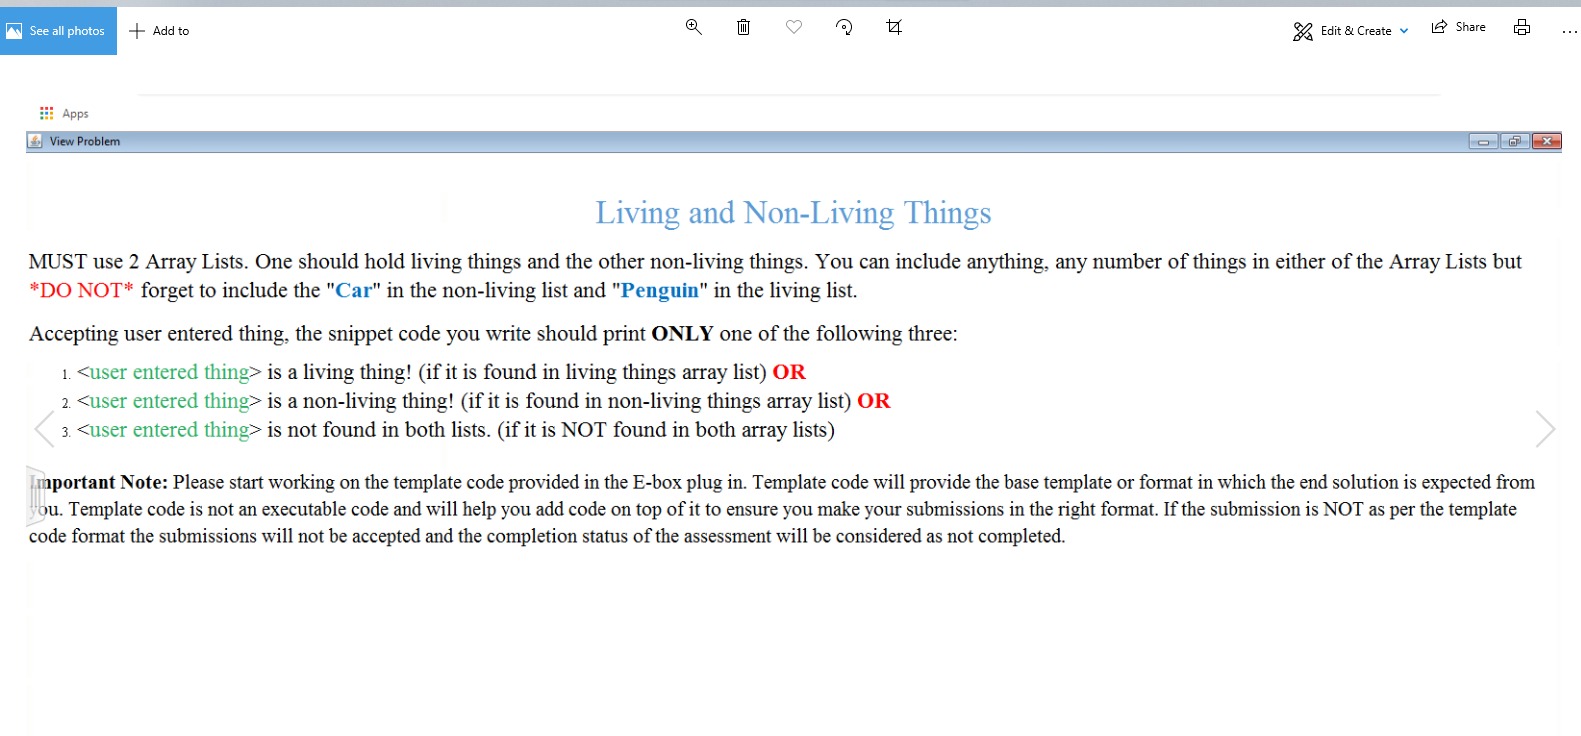 See all photos
Add to
Edit & Create
Share
Apps
View Problem
Living and Non-Living Things
MUST use 2 Array Lists. One should hold living things and the other non-living things. You can include anything, any number of things in either of the Array Lists but
*DO NOT* forget to include the "Car" in the non-living list and "Penguin" in the living list.
Accepting user entered thing, the snippet code you write should print ONLY one of the following three:
1. <user entered thing> is a living thing! (if it is found in living things array list) OR
2. <user entered thing> is a non-living thing! (if it is found in non-living things array list) OR
3. <user entered thing> is not found in both lists. (if it is NOT found in both array lists)
Important Note: Please start working on the template code provided in the E-box plug in. Template code will provide the base template or format in which the end solution is expected from
you. Template code is not an executable code and will help you add code on top of it to ensure you make your submissions in the right format. If the submission is NOT as per the template
code format the submissions will not be accepted and the completion status of the assessment will be considered as not completed.